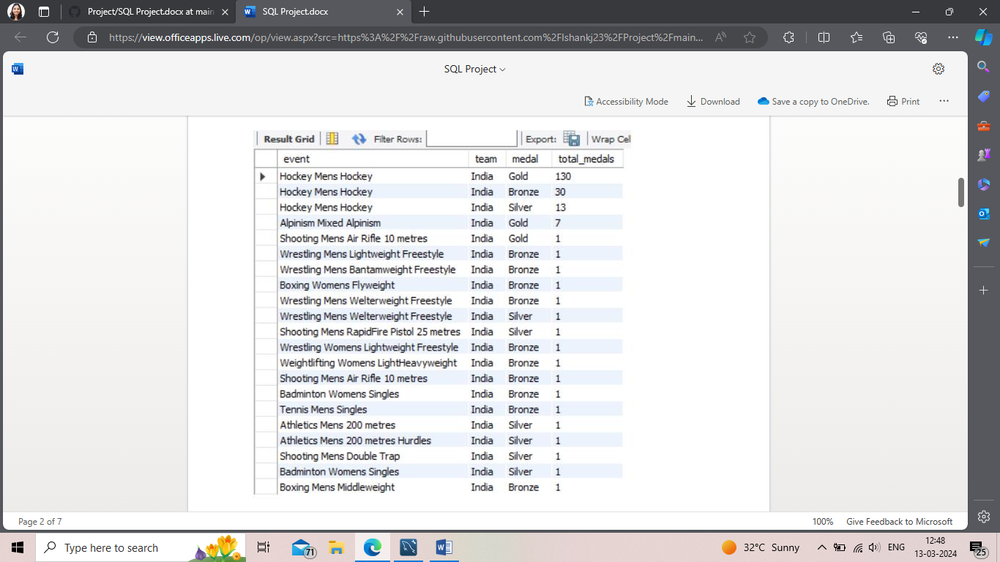 Project/SQL Project.docx at main
SQL Project.docx
https://view.officeapps.live.com/op/view.aspx?src=https%3A%2F%2Fraw.githubusercontent.com%2FIshankj23%2FProject%2Fmain...
SQL Project
Accessibility Mode
Download
Save a copy to OneDrive.
Print
Result Grid
Filter Rows:
Export:
Wrap Cel
event team medal total_medals
Hockey Mens Hockey India Gold 130
Hockey Mens Hockey India Bronze 30
Hockey Mens Hockey India Silver 13
Alpinism Mixed Alpinism India Gold 7
Shooting Mens Air Rifle 10 metres India Gold 1
Wrestling Mens Lightweight Freestyle India Bronze 1
Wrestling Mens Bantamweight Freestyle India Bronze 1
Boxing Womens Flyweight India Bronze 1
Wrestling Mens Welterweight Freestyle India Bronze 1
Wrestling Mens Welterweight Freestyle India Silver 1
Shooting Mens RapidFire Pistol 25 metres India Silver 1
Wrestling Womens Lightweight Freestyle India Bronze 1
Weightlifting Womens LightHeavyweight India Bronze 1
Shooting Mens Air Rifle 10 metres India Bronze 1
Badminton Womens Singles India Bronze 1
Tennis Mens Singles India Bronze 1
Athletics Mens 200 metres India Silver 1
Athletics Mens 200 metres Hurdles India Silver 1
Shooting Mens Double Trap India Silver 1
Badminton Womens Singles India Silver 1
Boxing Mens Middleweight India Bronze 1
Page 2 of 7
100%
Give Feedback to Microsoft
Type here to search
71
32°C Sunny
ENG
12:48
13-03-2024
25